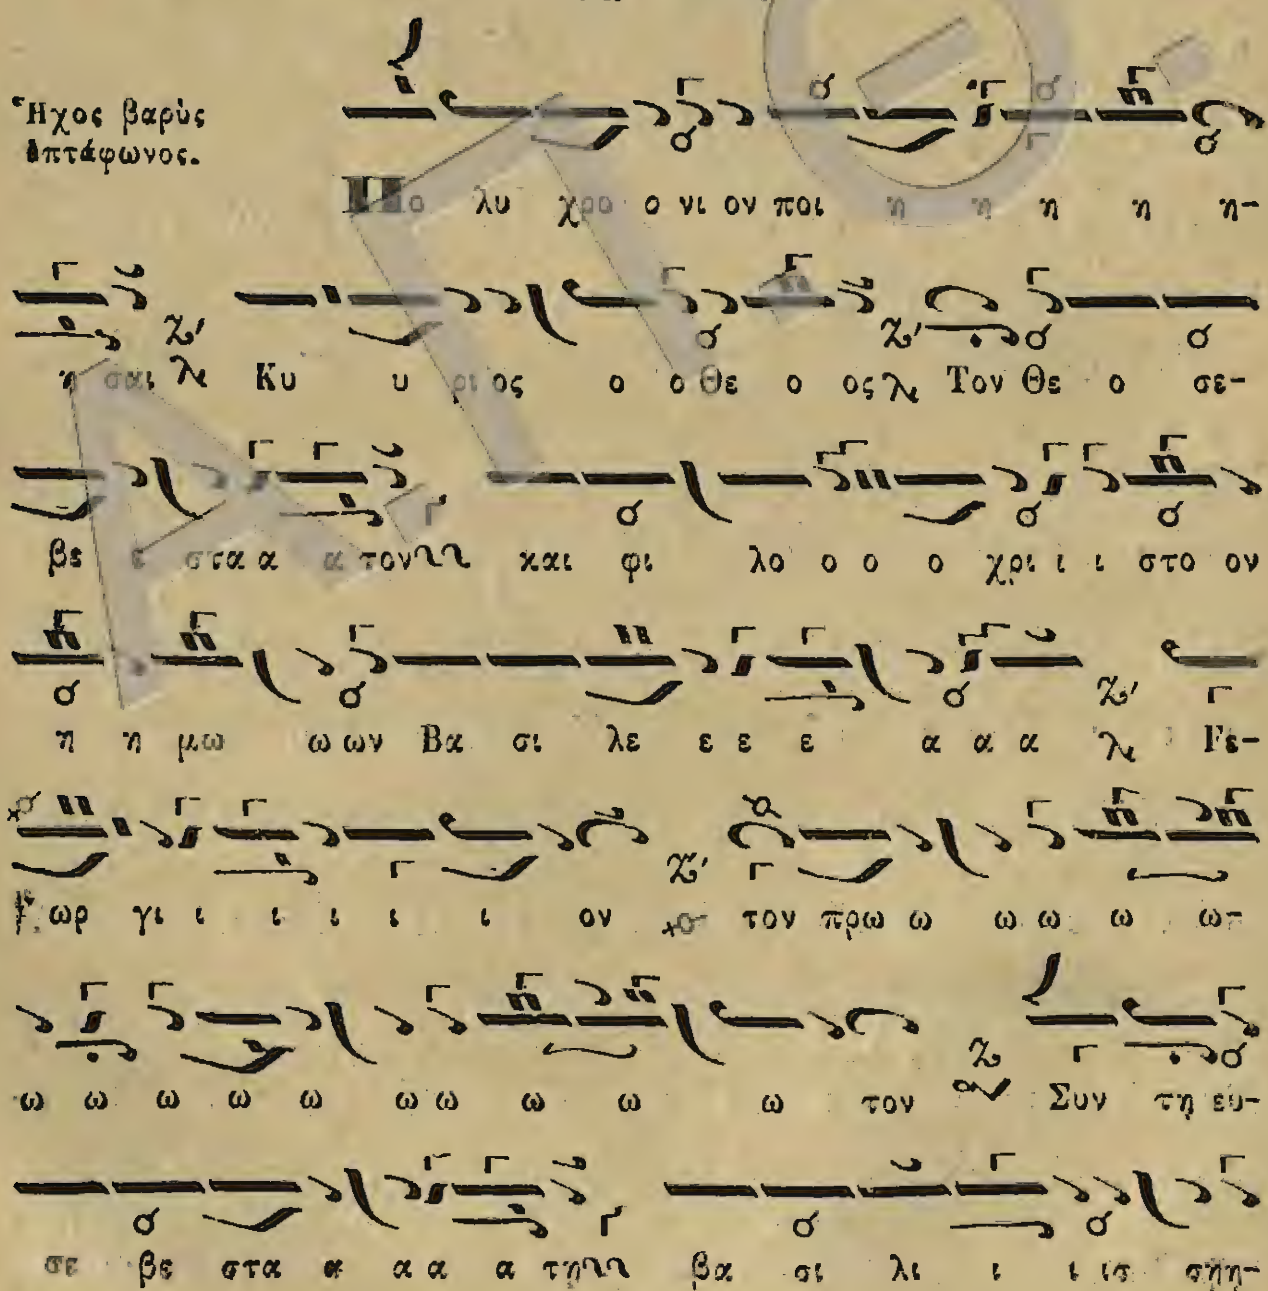 Ἦχος βαρὺς
ἑπτάφωνος.
Πο λυ χρο ο νι ον ποι η η η η η-
η σαι Κυ υ ρι ος ο ο Θε ο ος Τον Θε ο σε-
βε ε στα α α τον και φι λο ο ο ο χρι ι ι στο ον
η η μω ω ων Βα σι λε ε ε ε α α α Γε-
ωρ γι ι ι ι ι ι ον τον πρω ω ω ω ω ω-
ω ω ω ω ω ω ω ω ω ω τον Συν τη ευ-
σε βε στα α α α α τη βα σι λι ι ι ισ ση η-